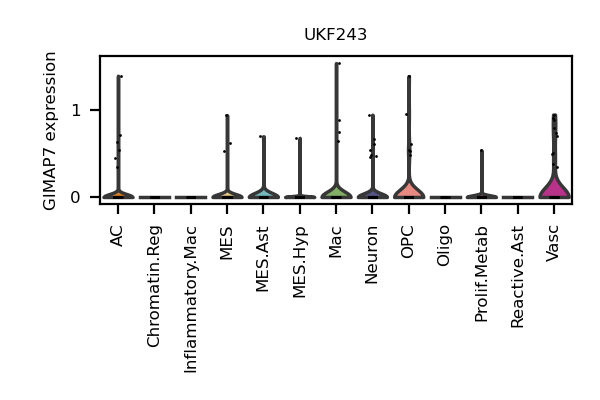 UKF243
GIMAP7 expression
1
0
AC
Chromatin.Reg
Inflammatory.Mac
MES
MES.Ast
MES.Hyp
Mac
Neuron
OPC
Oligo
Prolif.Metab
Reactive.Ast
Vasc